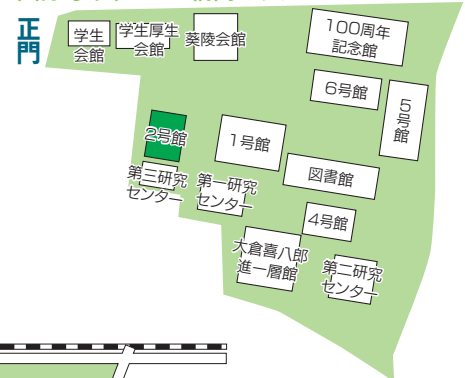 正門
学生
会館
学生厚生
会館
葵陵会館
100周年
記念館
6号館
5号館
2号館
1号館
図書館
第三研究
センター
第一研究
センター
4号館
大倉喜八郎
進一層館
第二研究
センター